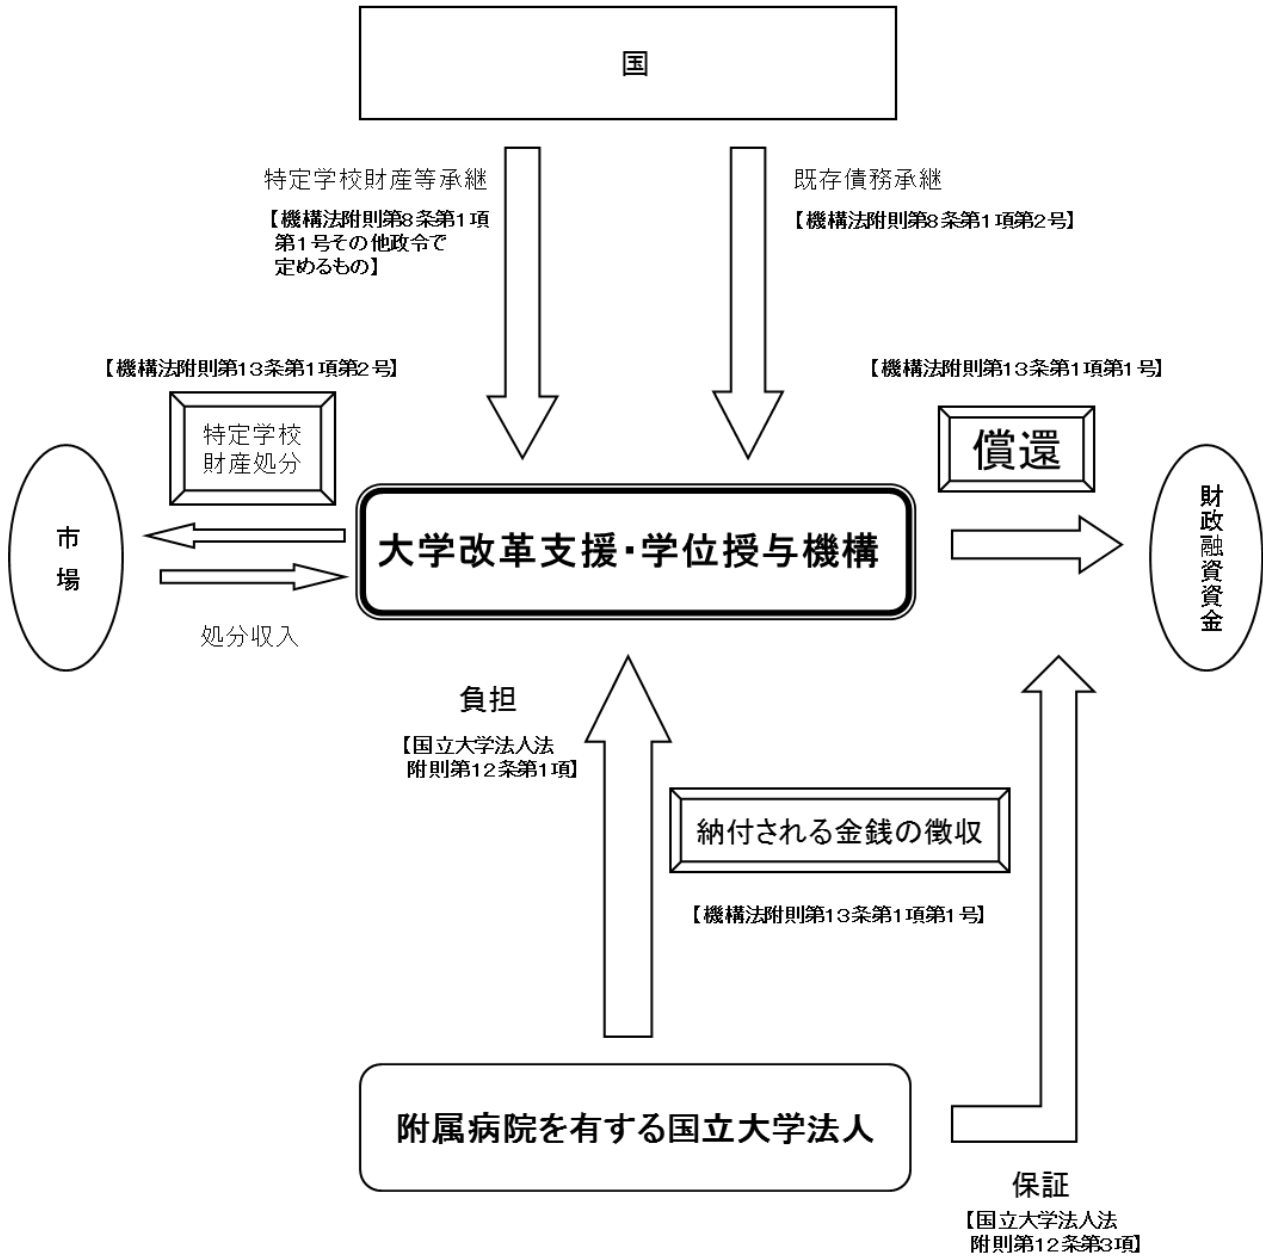 国
特定学校財産等承継
【機構法附則第8条第1項
第1号その他政令で
定めるもの】
既存債務承継
【機構法附則第8条第1項第2号】
【機構法附則第13条第1項第2号】
特定学校
財産処分
【機構法附則第13条第1項第1号】
償還
市場
大学改革支援・学位授与機構
財政融資資金
処分収入
負担
【国立大学法人法
附則第12条第1項】
納付される金銭の徴収
【機構法附則第13条第1項第1号】
附属病院を有する国立大学法人
保証
【国立大学法人法
附則第12条第3項】